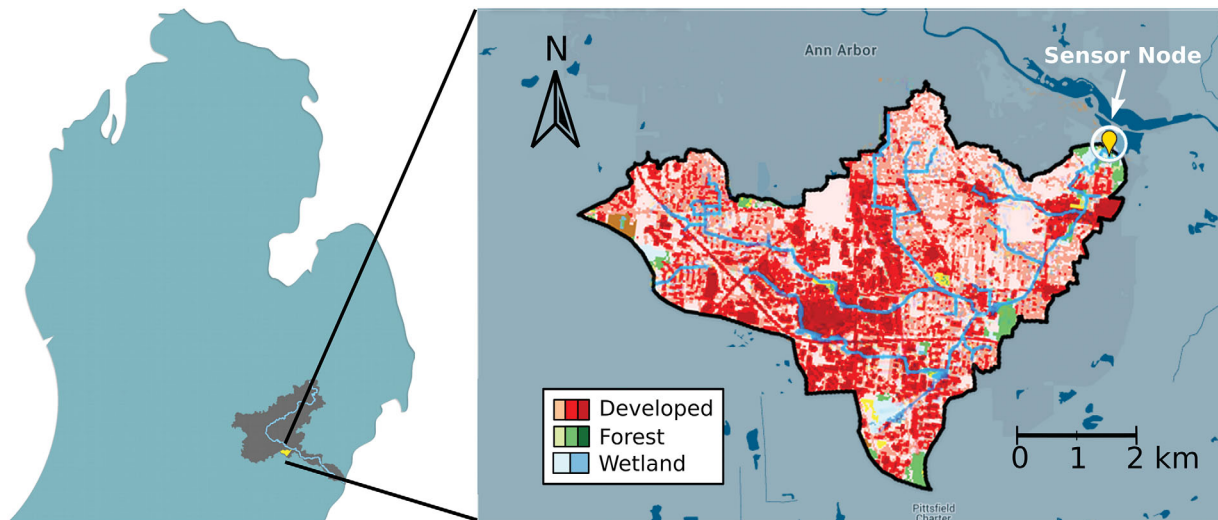 N
Ann Arbor
Sensor Node
Developed
Forest
Wetland
0 1 2 km
Pittsfield
Charter